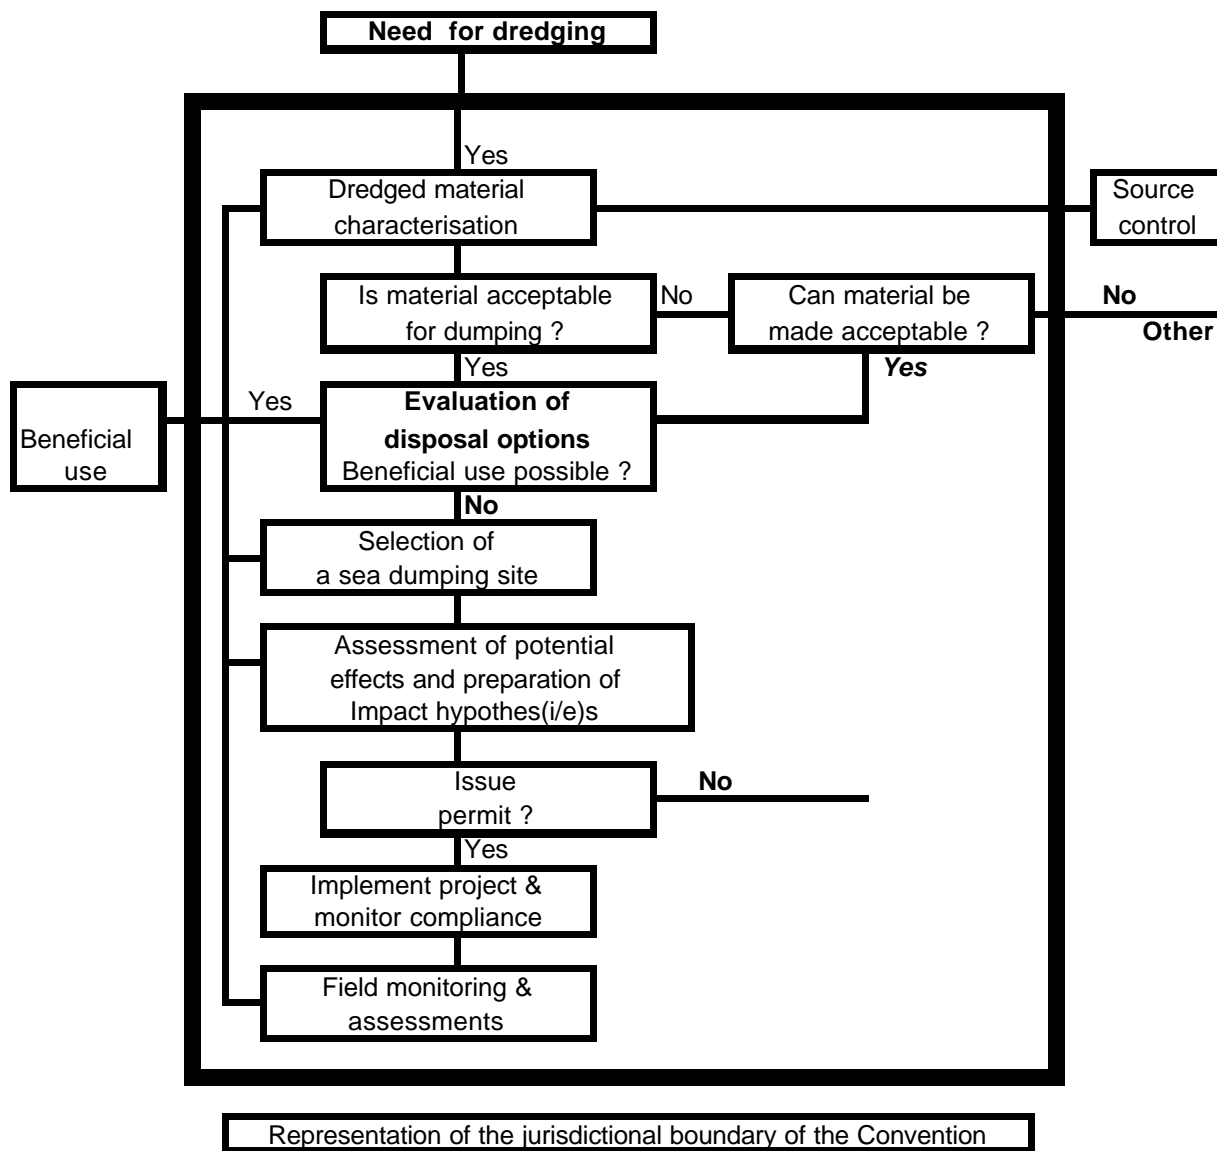 Need for dredging
Yes
Dredged material
characterisation
Source
control
Is material acceptable
for dumping ?
No
Can material be
made acceptable ?
No
Other
Yes
Yes
Beneficial
use
Yes
Evaluation of
disposal options
Beneficial use possible ?
No
Selection of
a sea dumping site
Assessment of potential
effects and preparation of
Impact hypothes(i/e)s
Issue
permit ?
No
Yes
Implement project &
monitor compliance
Field monitoring &
assessments
Representation of the jurisdictional boundary of the Convention